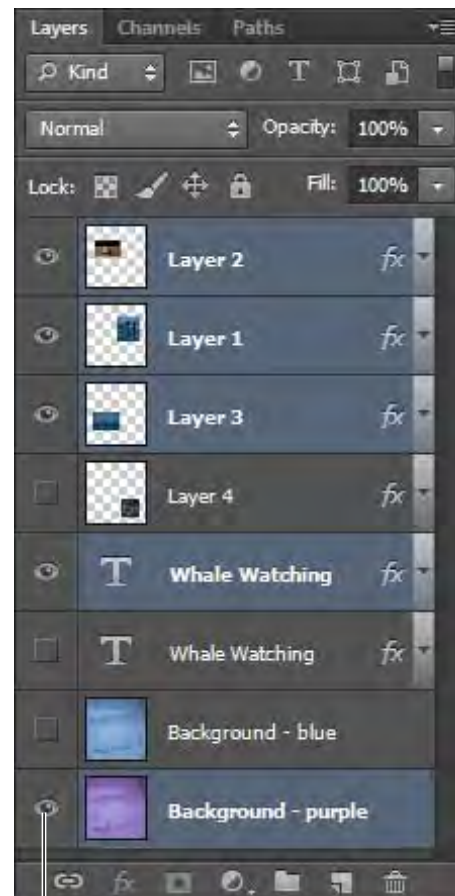 Layers Channels Paths
Kind T
Normal Opacity: 100%
Lock: Fill: 100%
Layer 2 fx
Layer 1 fx
Layer 3 fx
Layer 4 fx
T Whale Watching fx
T Whale Watching fx
Background - blue
Background - purple
fx